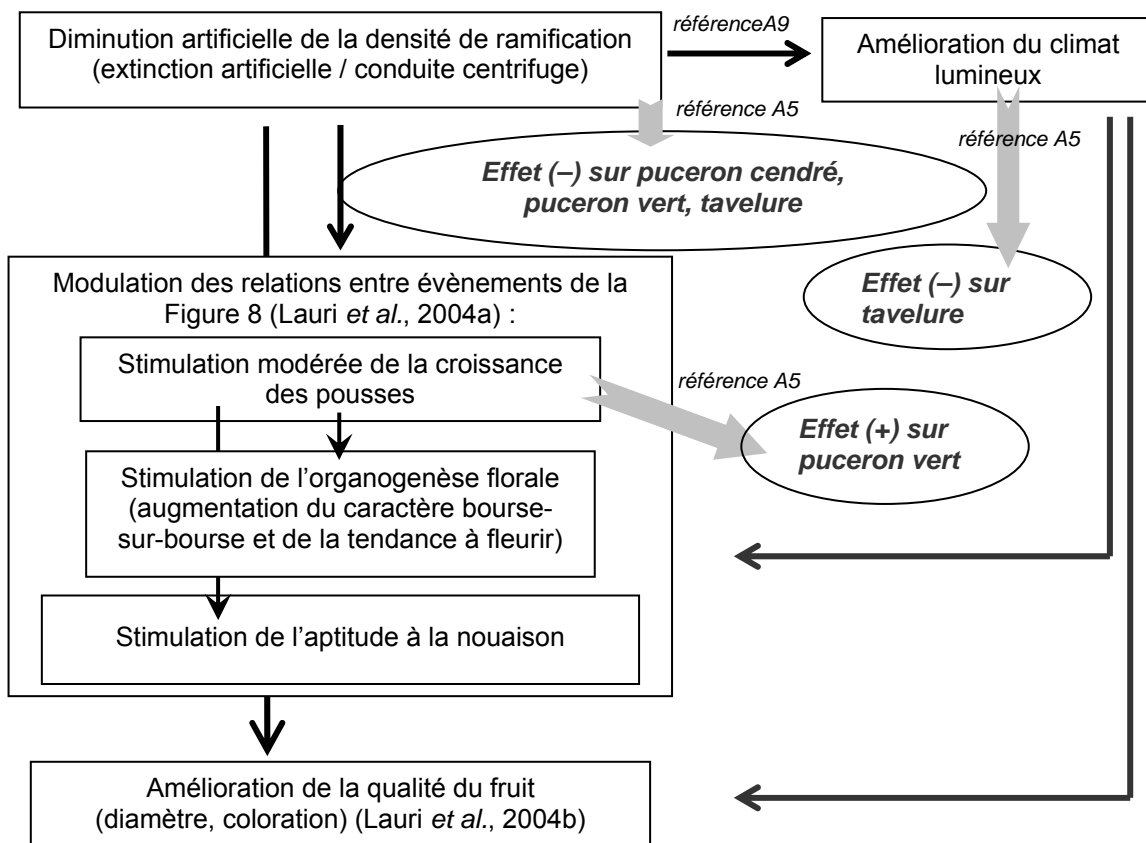 Diminution artificielle de la densité de ramification
(extinction artificielle / conduite centrifuge)
référenceA9
Amélioration du climat
lumineux
référence A5
référence A5
Effet (–) sur puceron cendré,
puceron vert, tavelure
Modulation des relations entre évènements de la
Figure 8 (Lauri et al., 2004a) :
Effet (–) sur
tavelure
Stimulation modérée de la croissance
des pousses
référence A5
Effet (+) sur
puceron vert
Stimulation de l’organogenèse florale
(augmentation du caractère bourse-
sur-bourse et de la tendance à fleurir)
Stimulation de l’aptitude à la nouaison
Amélioration de la qualité du fruit
(diamètre, coloration) (Lauri et al., 2004b)